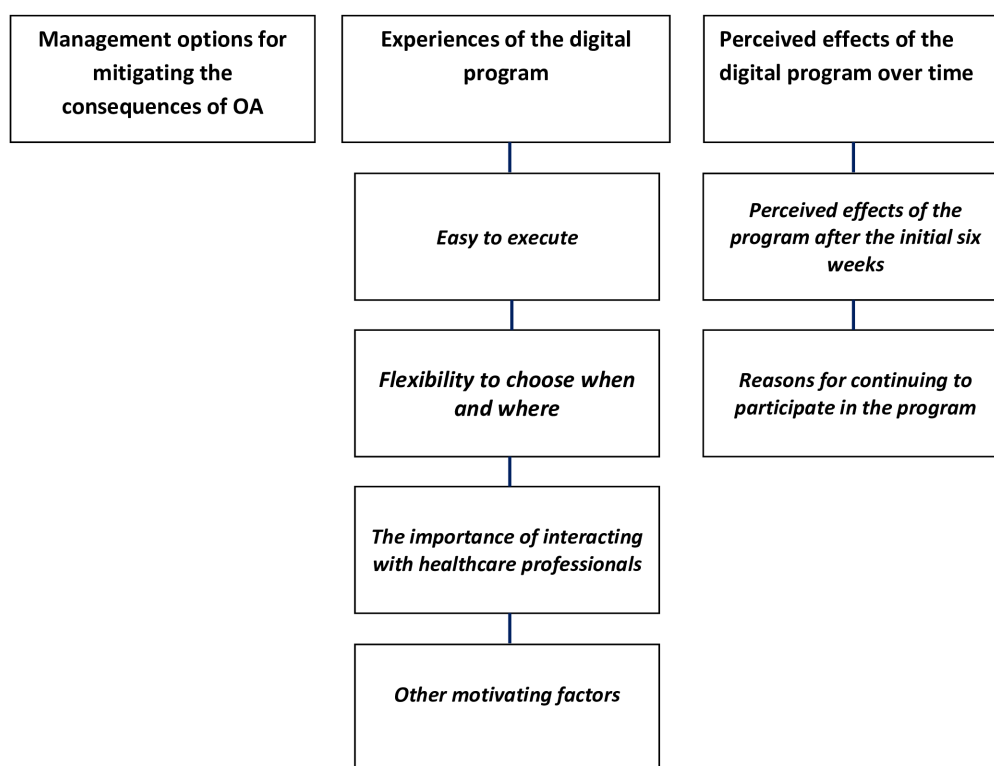 Management options for
mitigating the
consequences of OA
Experiences of the digital
program
Perceived effects of the
digital program over time
Easy to execute
Flexibility to choose when
and where
The importance of interacting
with healthcare professionals
Other motivating factors
Perceived effects of the
program after the initial six
weeks
Reasons for continuing to
participate in the program